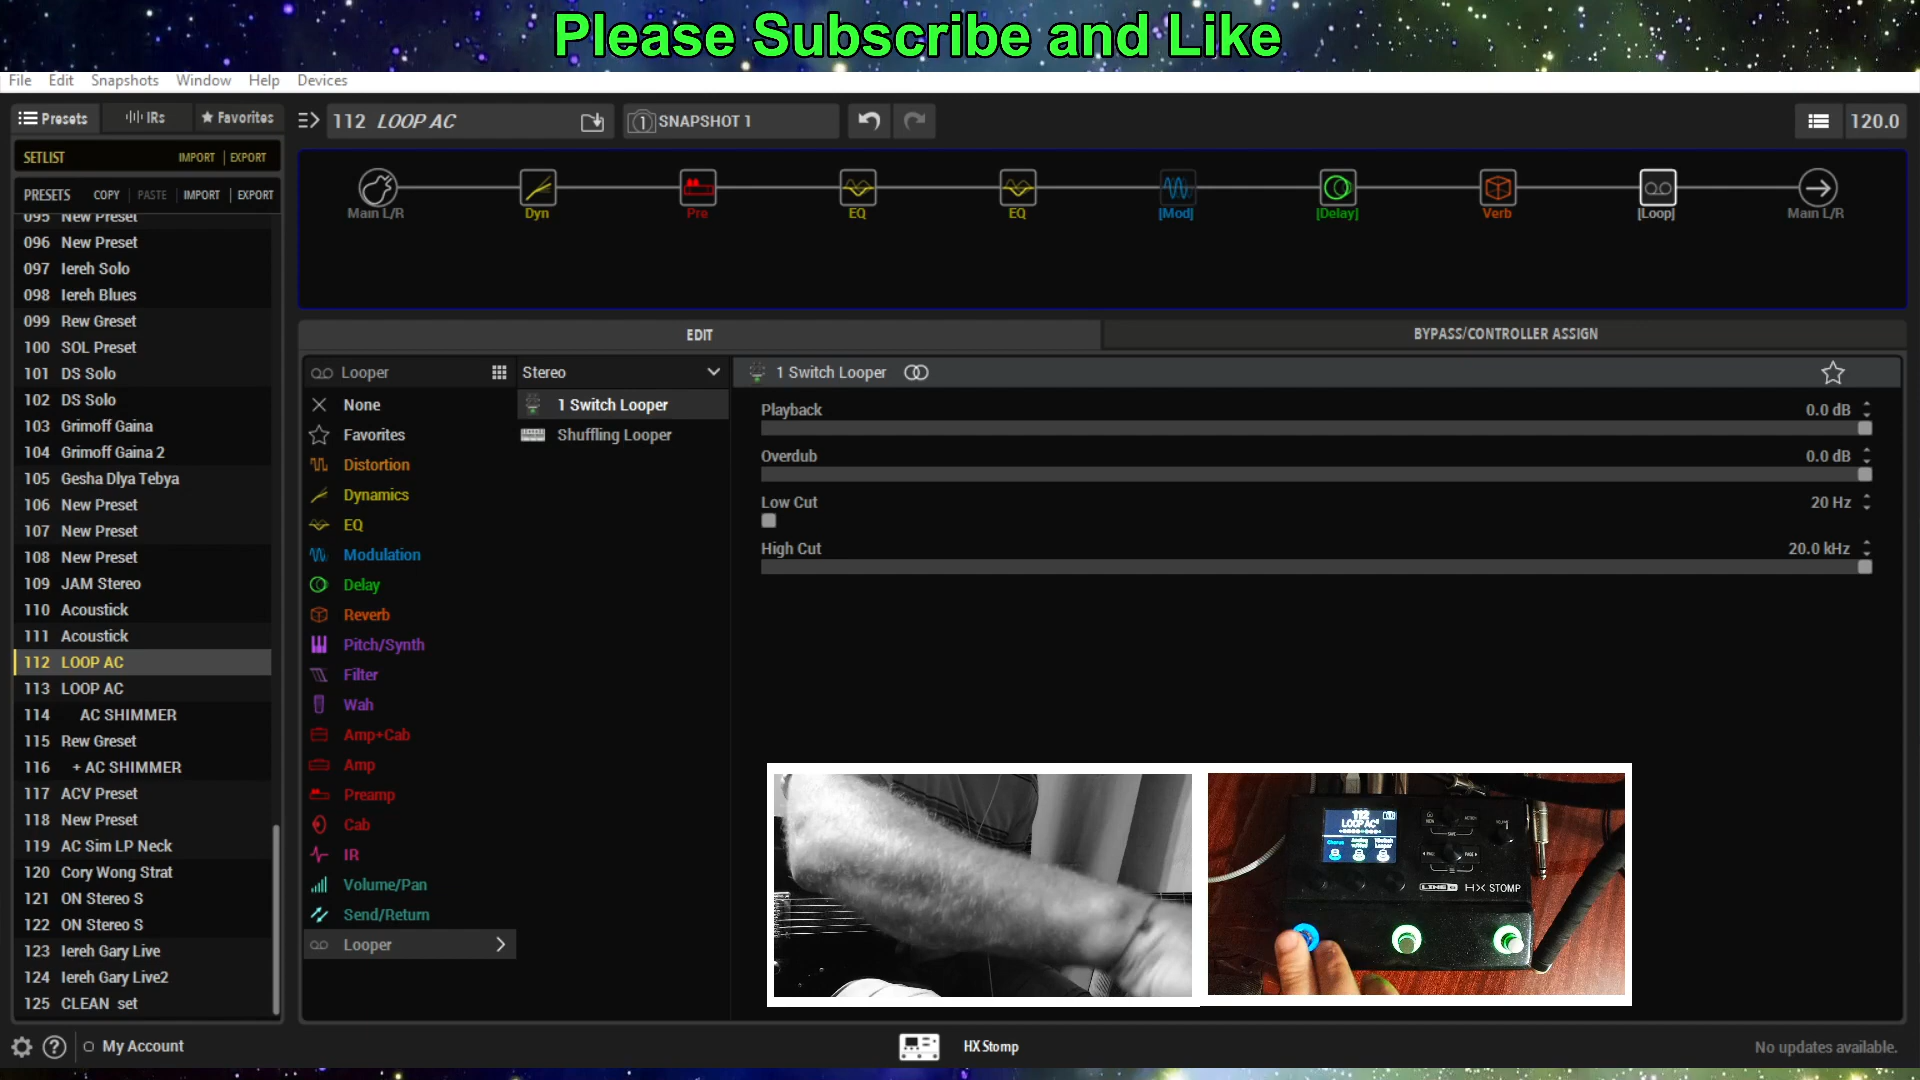 Please Subscribe and Like
File Edit Snapshots Window Help Devices
Presets IRs Favorites
112 LOOP AC
1 SNAPSHOT 1
120.0
SETLIST IMPORT | EXPORT
PRESETS COPY | PASTE | IMPORT | EXPORT
Main L/R Dyn Pre EQ EQ [Mod] [Delay] Verb [Loop] Main L/R
095 New Preset
096 New Preset
097 Iereh Solo
098 Iereh Blues
099 Rew Greset
100 SOL Preset
101 DS Solo
102 DS Solo
103 Grimoff Gaina
104 Grimoff Gaina 2
105 Gesha Dlya Tebya
106 New Preset
107 New Preset
108 New Preset
109 JAM Stereo
110 Acoustick
111 Acoustick
112 LOOP AC
113 LOOP AC
114 AC SHIMMER
115 Rew Greset
116 + AC SHIMMER
117 ACV Preset
118 New Preset
119 AC Sim LP Neck
120 Cory Wong Strat
121 ON Stereo S
122 ON Stereo S
123 Iereh Gary Live
124 Iereh Gary Live2
125 CLEAN set
EDIT
BYPASS/CONTROLLER ASSIGN
Looper
None
Favorites
Distortion
Dynamics
EQ
Modulation
Delay
Reverb
Pitch/Synth
Filter
Wah
Amp+Cab
Amp
Preamp
Cab
IR
Volume/Pan
Send/Return
Looper
Stereo
1 Switch Looper
Shuffling Looper
1 Switch Looper
Playback 0.0 dB
Overdub 0.0 dB
Low Cut 20 Hz
High Cut 20.0 kHz
112
LOOP AC
LINE 6 HX STOMP
My Account
HX Stomp
No updates available.